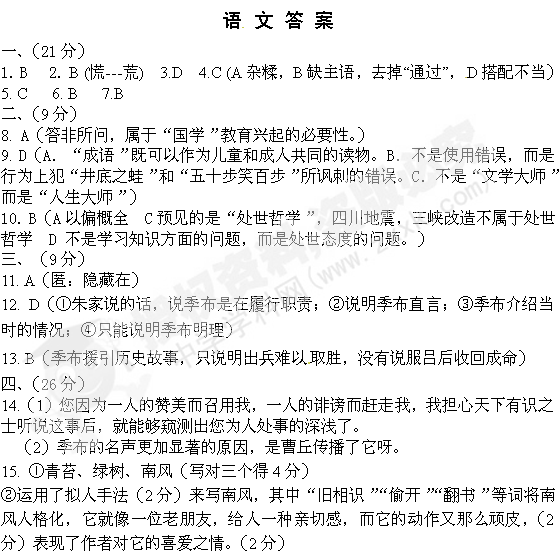 语 文 答 案
一、（21 分）
1. B 2. B (慌---荒) 3.D 4.C (A 杂糅，B 缺主语，去掉“通过”，D 搭配不当）
5. C 6. B 7.B
二、（9 分）
8. A（答非所问，属于“国学”教育兴起的必要性。）
9. D（A．“成语”既可以作为儿童和成人共同的读物。B．不是使用错误，而是
行为上犯“井底之蛙”和“五十步笑百步”所讽刺的错误。C．不是“文学大师”
而是“人生大师”）
10. B（A 以偏慨全 C 预见的是“处世哲学”，四川地震，三峡改造不属于处世
哲学 D 不是学习知识方面的问题，而是处世态度的问题。）
三、（9 分）
11. A（匿：隐藏在）
12. D（①朱家说的话，说季布是在履行职责；②说明季布直言；③季布介绍当
时的情况；④只能说明季布明理）
13. B（季布援引历史故事，只说明出兵难以取胜，没有说服吕后收回成命）
四、（26 分）
14.（1）您因为一人的赞美而召用我，一人的诽谤而赶走我，我担心天下有识之
士听说这事后，就能够窥测出您为人处事的深浅了。
（2）季布的名声更加显著的原因，是曹丘传播了它呀。
15. ①青苔、绿树、南风（写对三个得 4 分）
②运用了拟人手法（2 分）来写南风，其中“旧相识”“偷开”“翻书”等词将南
风人格化，它就像一位老朋友，给人一种亲切感，而它的动作又那么顽皮，（2
分）表现了作者对它的喜爱之情。（2 分）